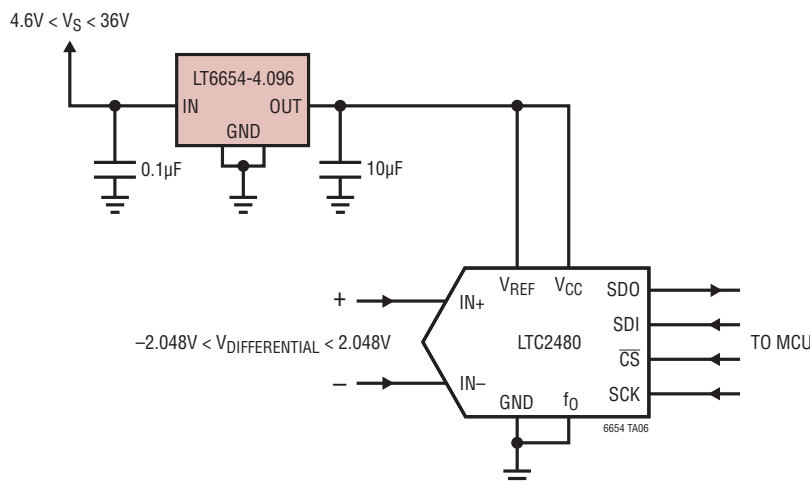 4.6V < VS < 36V
LT6654-4.096
IN OUT
GND
0.1µF
10µF
VREF VCC SDO
+ IN+
SDI
–2.048V < VDIFFERENTIAL < 2.048V
LTC2480
TO MCU
CS
– IN–
SCK
GND fO
6654 TA06